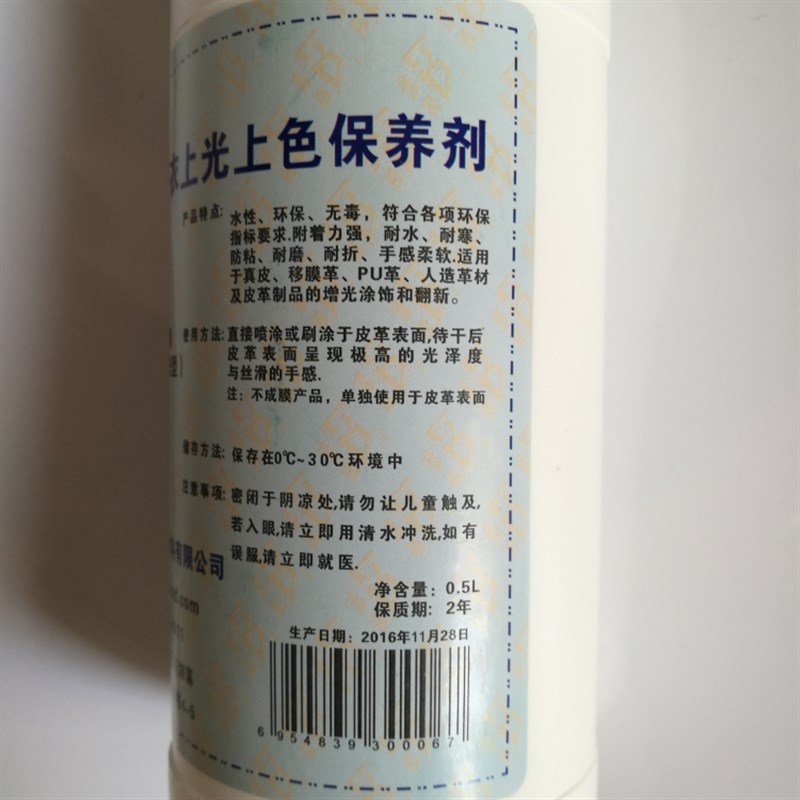 衣上光上色保养剂
产品特点: 水性、环保、无毒，符合各项环保
指标要求.附着力强，耐水、耐寒、
防粘、耐磨、耐折、手感柔软.适用
于真皮、移膜革、PU革、人造革材
及皮革制品的增光涂饰和翻新。
使用方法: 直接喷涂或刷涂于皮革表面,待干后
皮革表面呈现极高的光泽度
与丝滑的手感.
注：不成膜产品，单独使用于皮革表面
储存方法: 保存在0℃~30℃环境中
注意事项: 密闭于阴凉处,请勿让儿童触及,
若入眼,请立即用清水冲洗,如有
误服,请立即就医.
有限公司
.com
净含量：0.5L
保质期：2年
生产日期：2016年11月28日
6 954839 300067